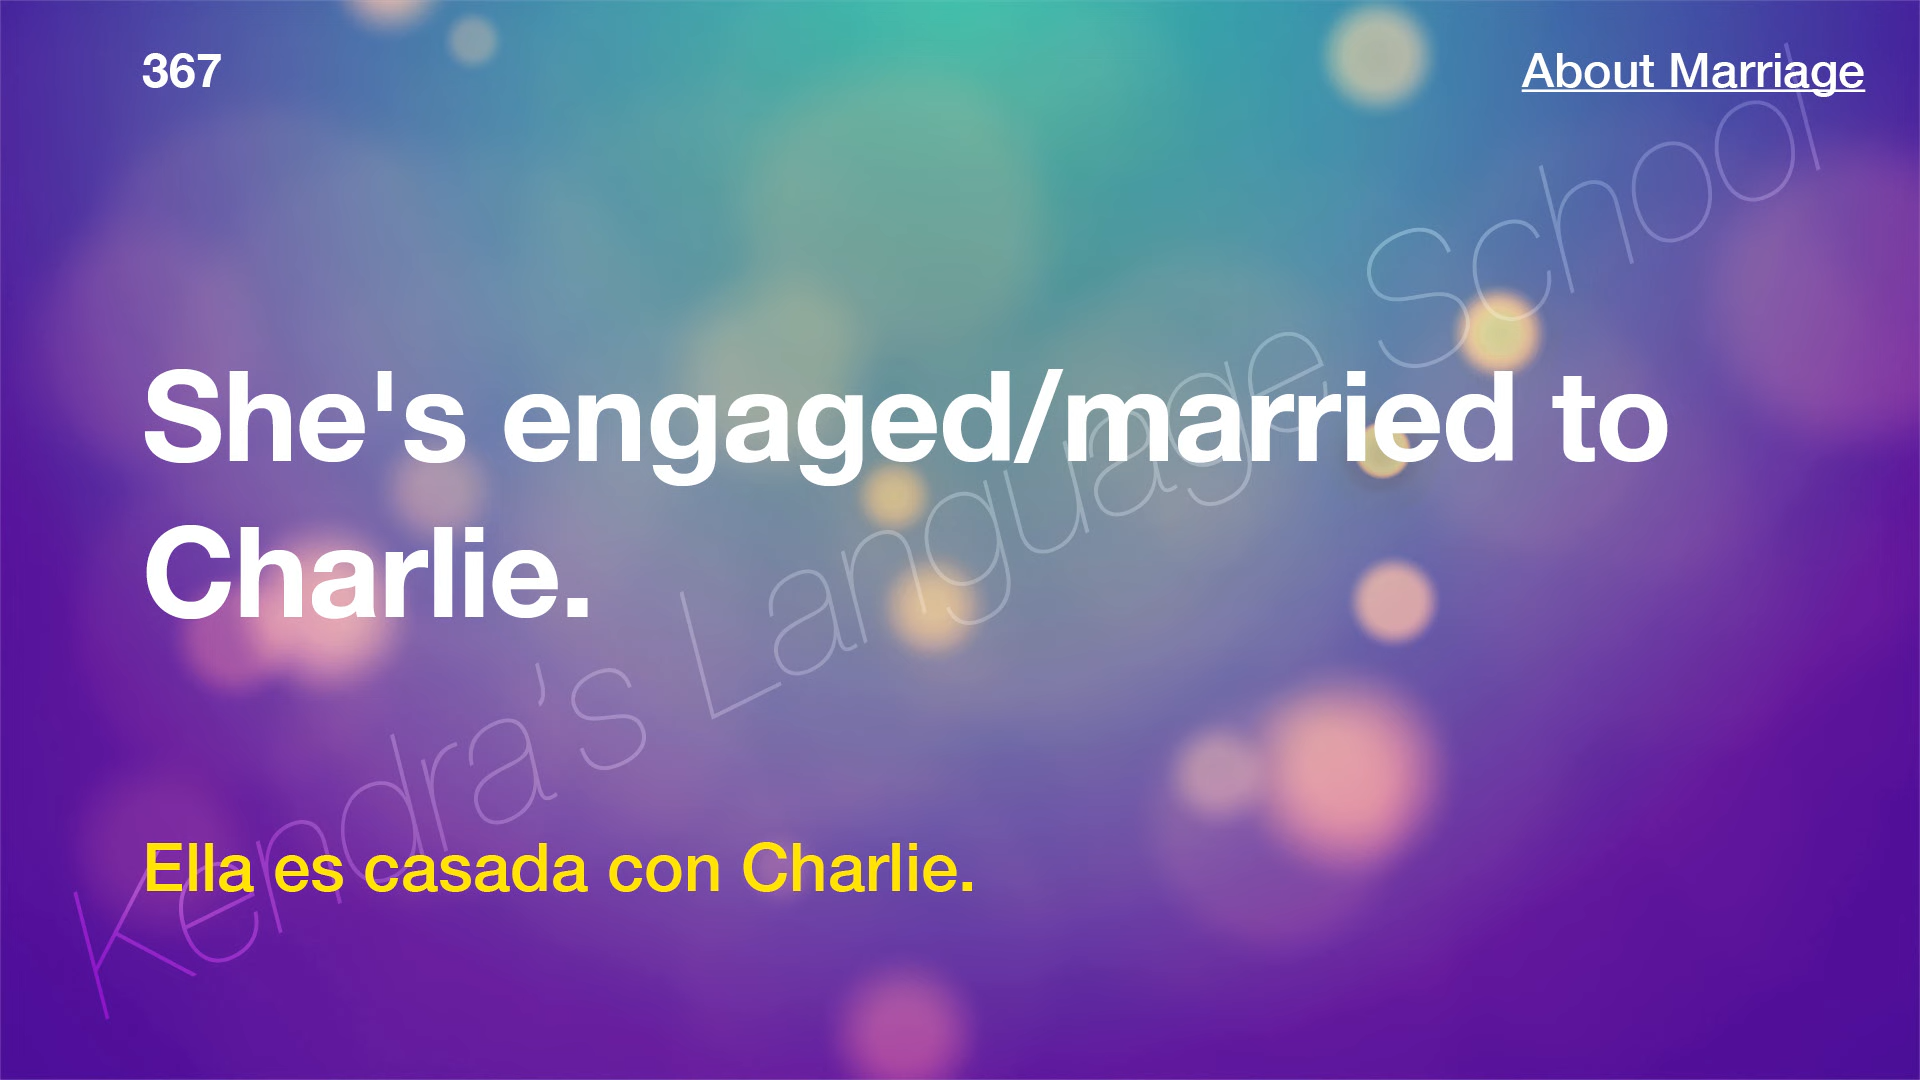 367
About Marriage
She's engaged/married to
Charlie.
Ella es casada con Charlie.
Kendra’s Language School